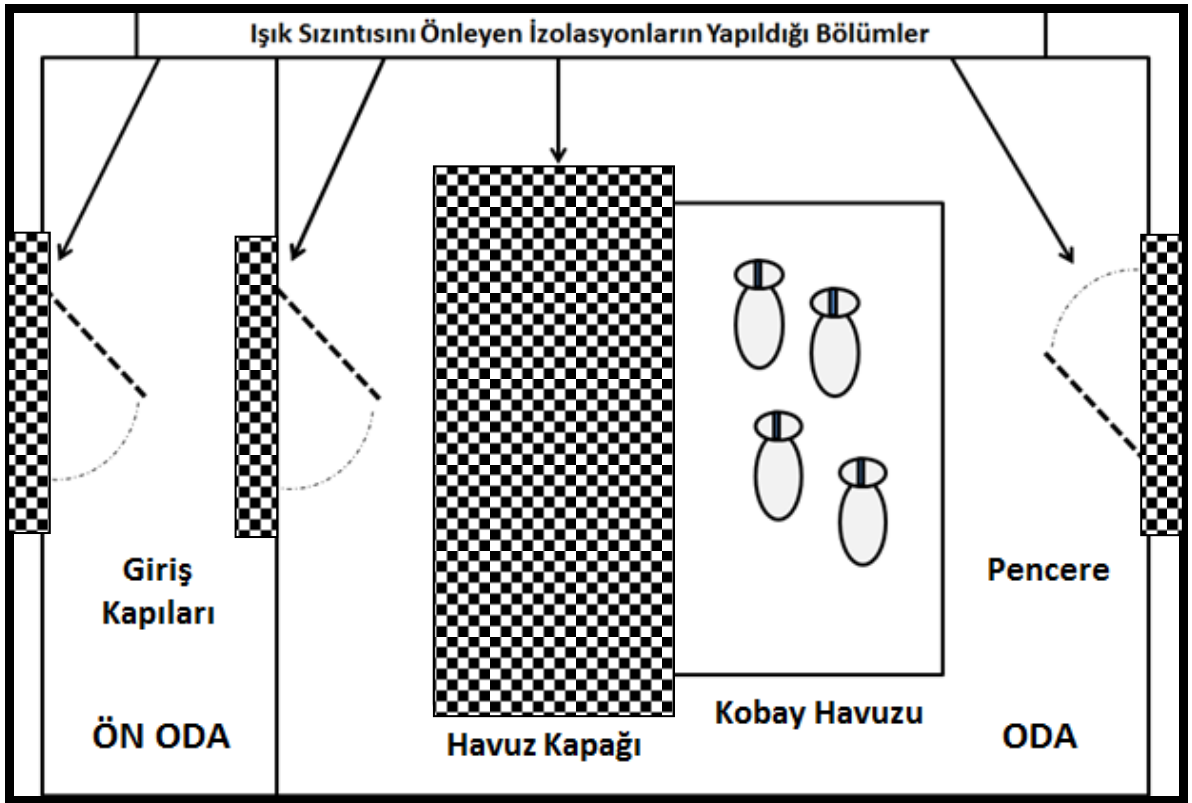 Işık Sızıntısını Önleyen İzolasyonların Yapıldığı Bölümler
Giriş
Kapıları
Pencere
Kobay Havuzu
ÖN ODA
Havuz Kapağı
ODA